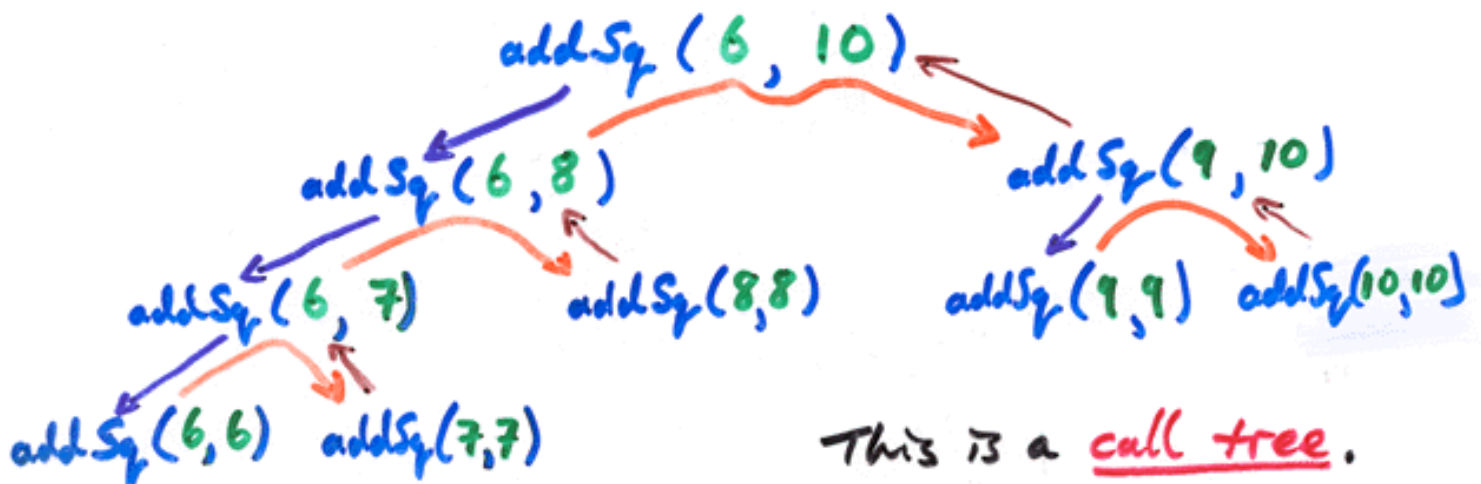 addSq ( 6 , 10 )
addSq ( 6 , 8 ) addSq ( 9 , 10 )
addSq ( 6 , 7 ) addSq ( 8,8 ) addSq ( 9,9 ) addSq(10,10)
addSq ( 6,6 ) addSq(7,7) This is a call tree.